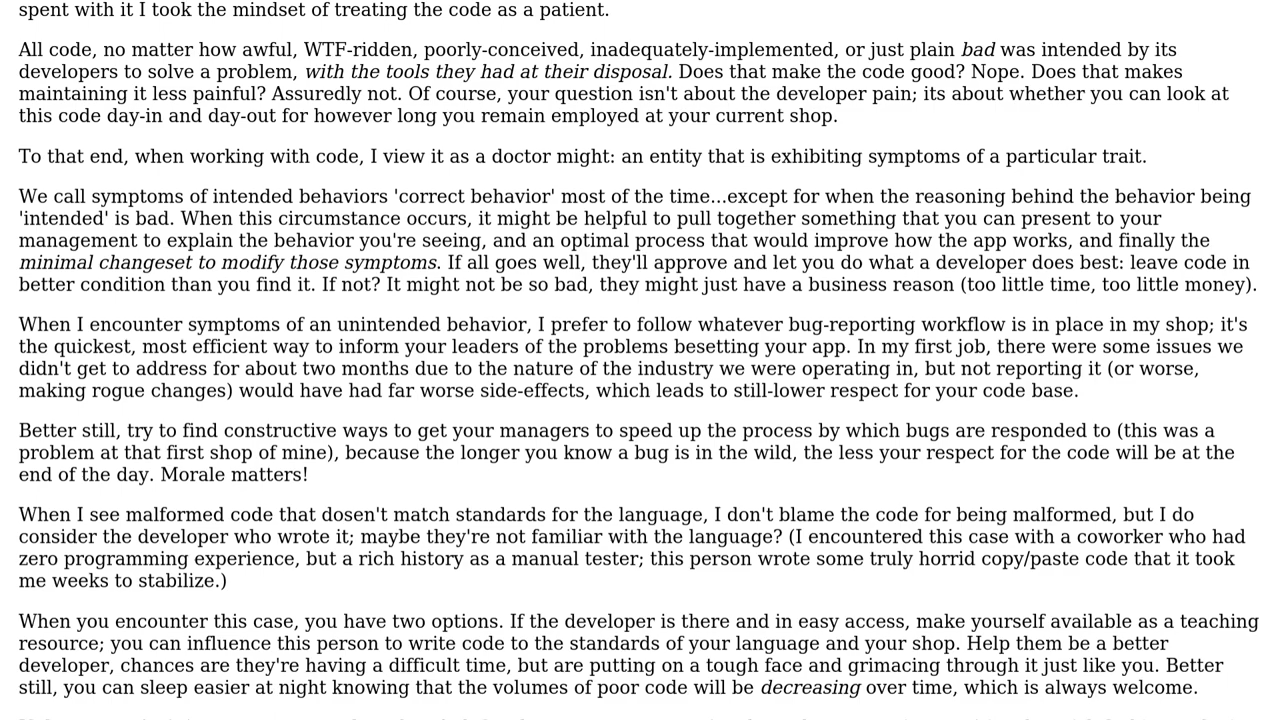 spent with it I took the mindset of treating the code as a patient.
All code, no matter how awful, WTF-ridden, poorly-conceived, inadequately-implemented, or just plain bad was intended by its
developers to solve a problem, with the tools they had at their disposal. Does that make the code good? Nope. Does that makes
maintaining it less painful? Assuredly not. Of course, your question isn't about the developer pain; its about whether you can look at
this code day-in and day-out for however long you remain employed at your current shop.
To that end, when working with code, I view it as a doctor might: an entity that is exhibiting symptoms of a particular trait.
We call symptoms of intended behaviors 'correct behavior' most of the time...except for when the reasoning behind the behavior being
'intended' is bad. When this circumstance occurs, it might be helpful to pull together something that you can present to your
management to explain the behavior you're seeing, and an optimal process that would improve how the app works, and finally the
minimal changeset to modify those symptoms. If all goes well, they'll approve and let you do what a developer does best: leave code in
better condition than you find it. If not? It might not be so bad, they might just have a business reason (too little time, too little money).
When I encounter symptoms of an unintended behavior, I prefer to follow whatever bug-reporting workflow is in place in my shop; it's
the quickest, most efficient way to inform your leaders of the problems besetting your app. In my first job, there were some issues we
didn't get to address for about two months due to the nature of the industry we were operating in, but not reporting it (or worse,
making rogue changes) would have had far worse side-effects, which leads to still-lower respect for your code base.
Better still, try to find constructive ways to get your managers to speed up the process by which bugs are responded to (this was a
problem at that first shop of mine), because the longer you know a bug is in the wild, the less your respect for the code will be at the
end of the day. Morale matters!
When I see malformed code that dosen't match standards for the language, I don't blame the code for being malformed, but I do
consider the developer who wrote it; maybe they're not familiar with the language? (I encountered this case with a coworker who had
zero programming experience, but a rich history as a manual tester; this person wrote some truly horrid copy/paste code that it took
me weeks to stabilize.)
When you encounter this case, you have two options. If the developer is there and in easy access, make yourself available as a teaching
resource; you can influence this person to write code to the standards of your language and your shop. Help them be a better
developer, chances are they're having a difficult time, but are putting on a tough face and grimacing through it just like you. Better
still, you can sleep easier at night knowing that the volumes of poor code will be decreasing over time, which is always welcome.